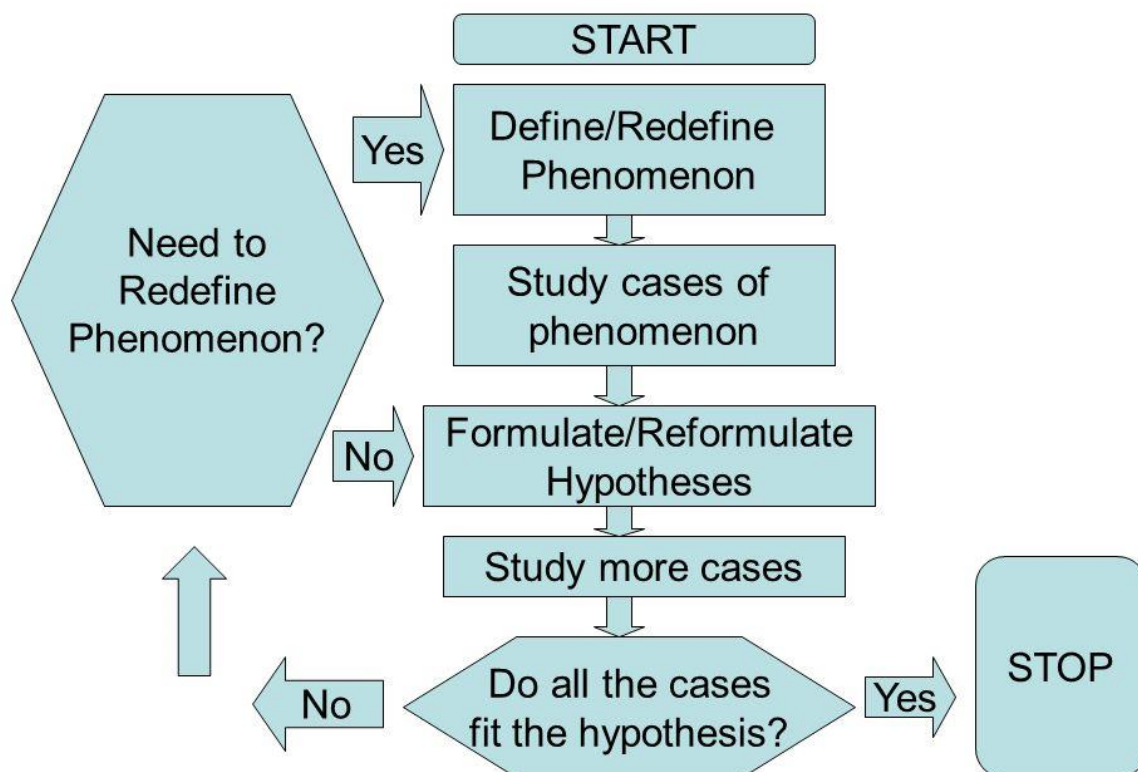 START
Yes
Define/Redefine
Phenomenon
Need to
Redefine
Phenomenon?
Study cases of
phenomenon
No
Formulate/Reformulate
Hypotheses
Study more cases
No
Do all the cases
fit the hypothesis?
Yes
STOP